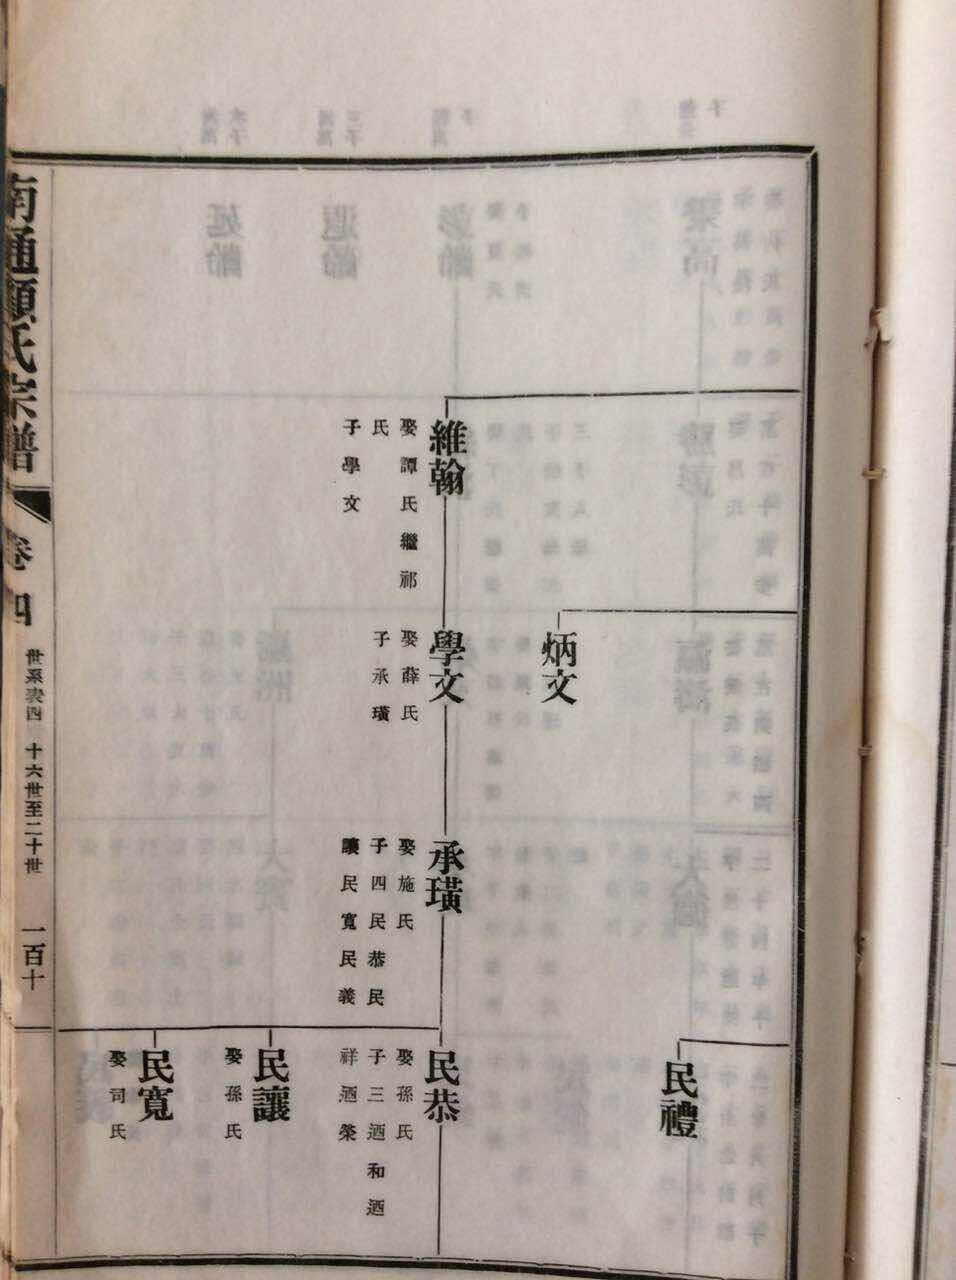 南通顧氏宗譜
卷四
世系表四
十六世至二十世
一百十
維翰
娶譚氏繼祁
氏
子學文
炳文
學文
娶薛氏
子承璜
承璜
娶施氏
子四民恭民
讓民寬民義
民禮
民恭
娶孫氏
子三迺和迺
祥迺榮
民讓
娶孫氏
民寬
娶司氏